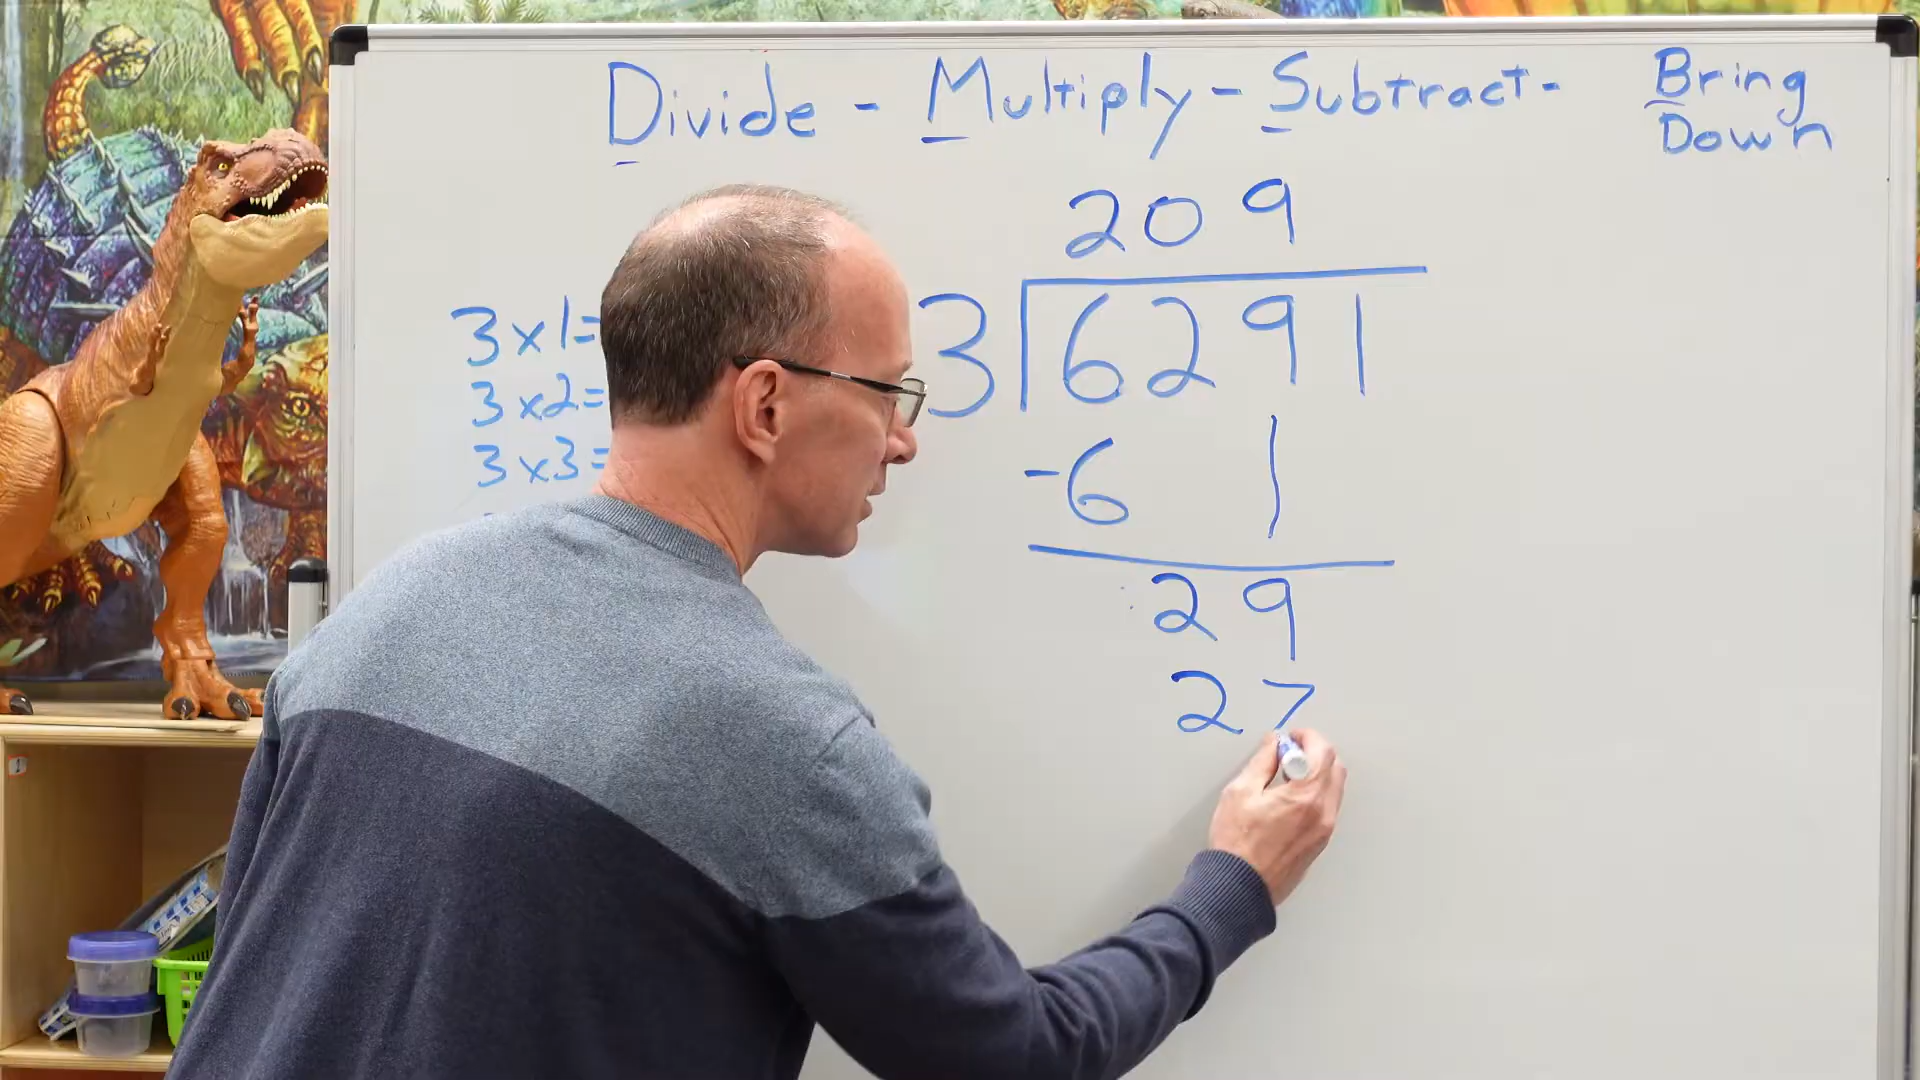 Divide - Multiply - Subtract - Bring Down
209
3 6291
3x1=
3x2=
-6 1
3x3=
29
27